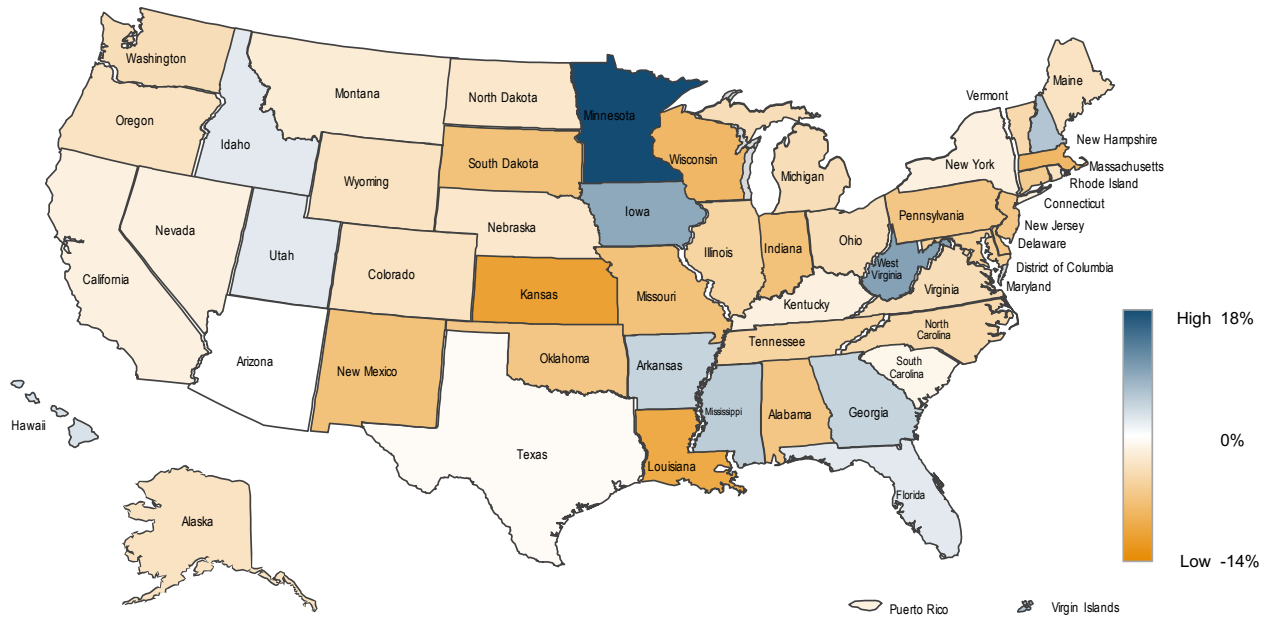 Washington
Oregon
Idaho
Montana
North Dakota
South Dakota
Minnesota
Wisconsin
Michigan
Wyoming
Nebraska
Iowa
Nevada
Utah
Colorado
California
Kansas
Missouri
Illinois
Indiana
Ohio
Kentucky
Tennessee
West
Virginia
Virginia
North
Carolina
South
Carolina
Pennsylvania
New York
Vermont
Maine
New Hampshire
Massachusetts
Rhode Island
Connecticut
New Jersey
Delaware
District of Columbia
Maryland
Arizona
New Mexico
Oklahoma
Arkansas
Texas
Louisiana
Mississippi
Alabama
Georgia
Florida
Hawaii
Alaska
Puerto Rico
Virgin Islands
High 18%
0%
Low -14%